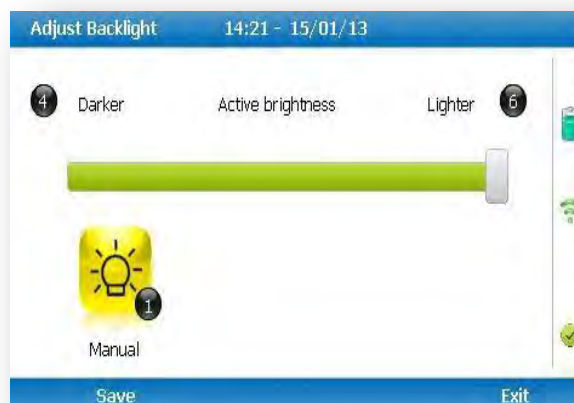 Adjust Backlight 14:21 - 15/01/13
4 Darker Active brightness Lighter 6
1
Manual
Save Exit